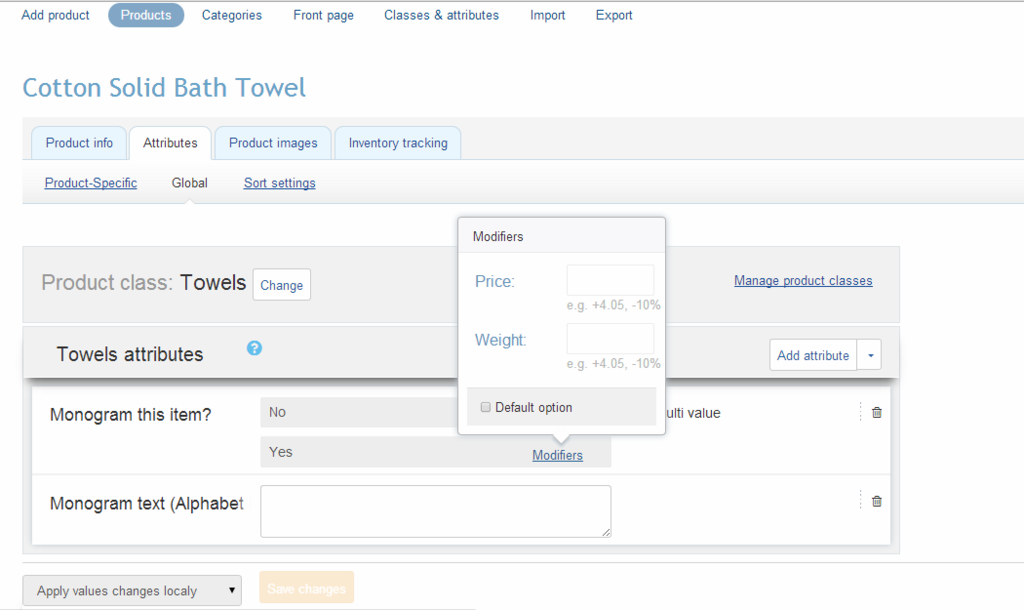 Add product Products Categories Front page Classes & attributes Import Export
Cotton Solid Bath Towel
Product info Attributes Product images Inventory tracking
Product-Specific Global Sort settings
Modifiers
Price:
e.g. +4.05, -10%
Weight:
e.g. +4.05, -10%
Default option
Product class: Towels Change Manage product classes
Towels attributes ? Add attribute
Monogram this item? No ulti value
Yes Modifiers
Monogram text (Alphabet
Apply values changes localy Save changes